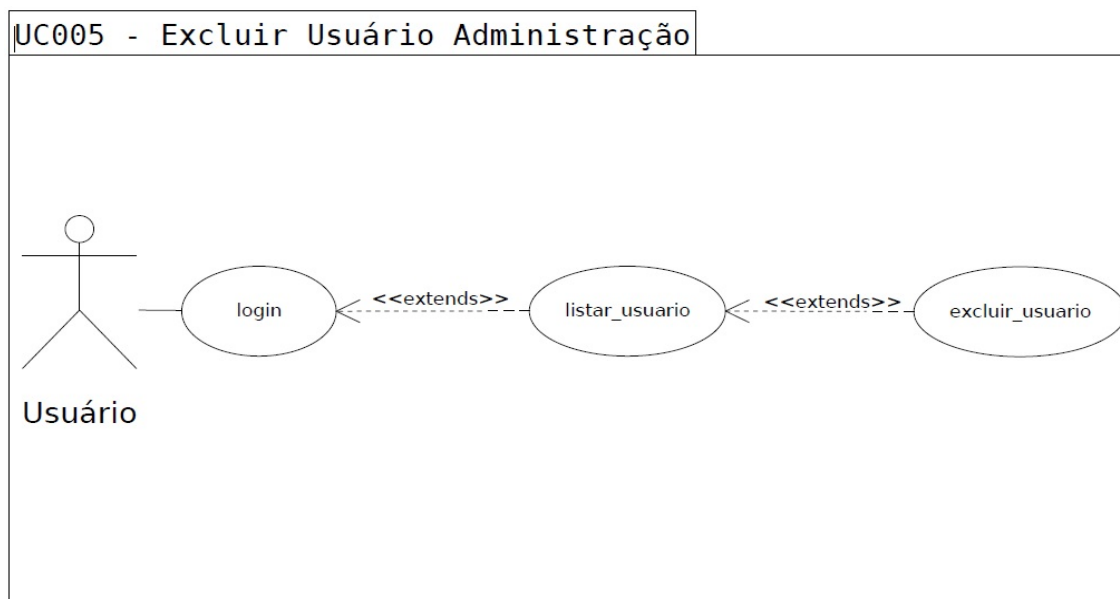 UC005 - Excluir Usuário Administração
login
<<extends>>
listar_usuario
<<extends>>
excluir_usuario
Usuário